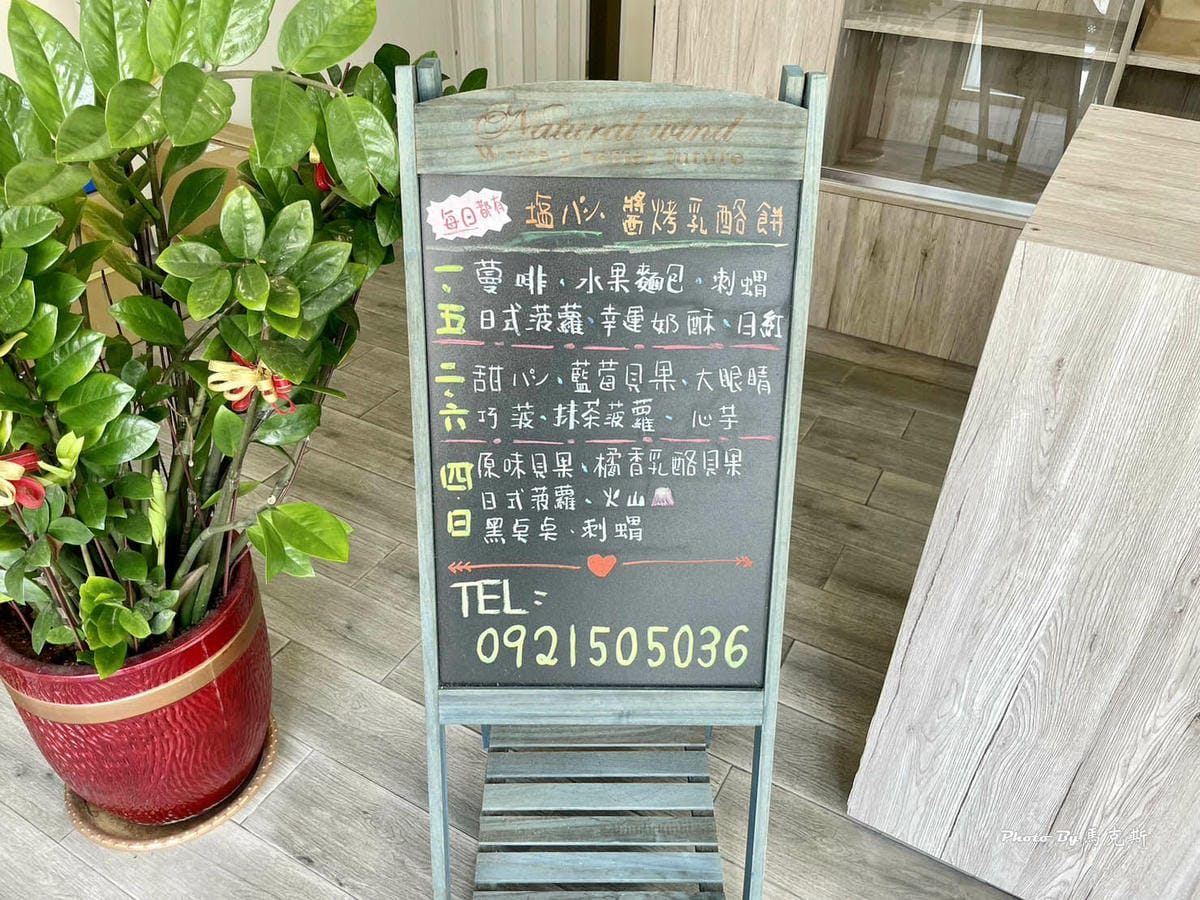 Natural wind
每日都有 塩パン 醬烤乳酪餅
一、蔓啡、水果麵包、刺蝟
五 日式菠蘿、幸運奶酥、日紅
二、甜パン、藍莓貝果、大眼睛
六 巧菠、抹茶菠蘿、心芋
四 原味貝果、橘香乳酪貝果
日式菠蘿、火山
日 黑桌桌、刺蝟
TEL:
0921505036
Photo By 馬克斯